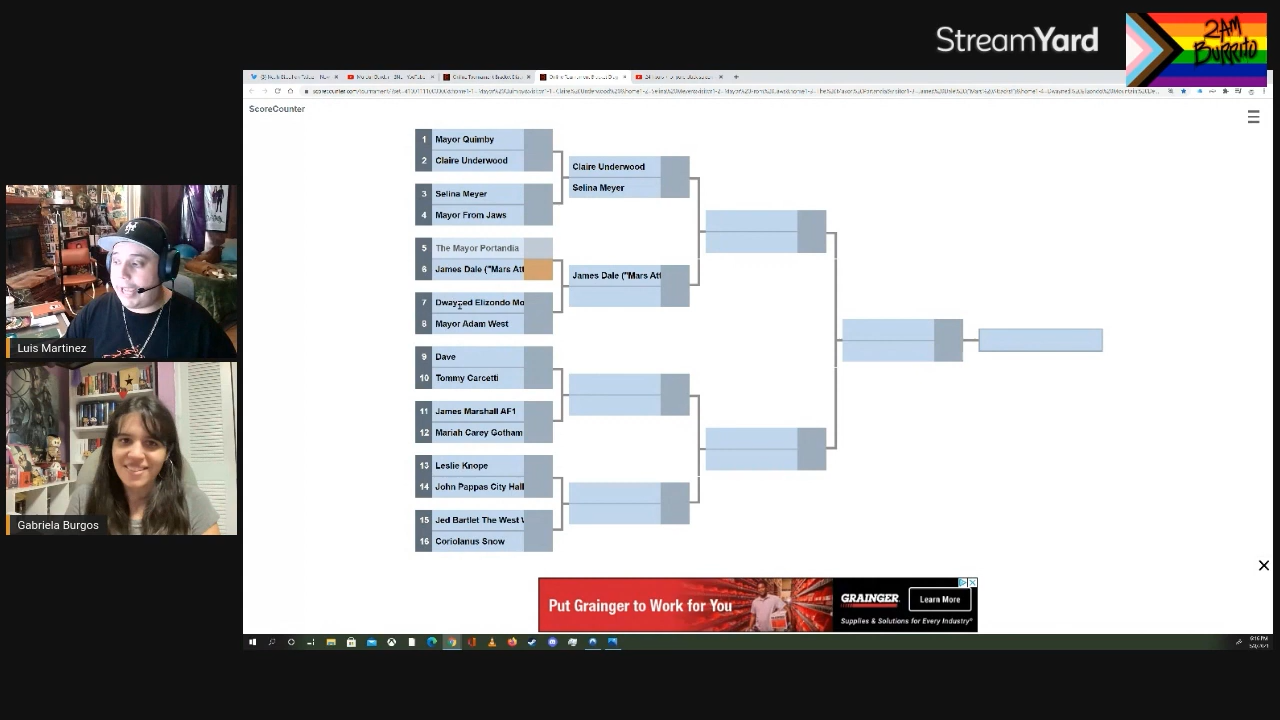 StreamYard
2AM
BURRITO
ScoreCounter
1 Mayor Quimby
2 Claire Underwood
3 Selina Meyer
4 Mayor From Jaws
5 The Mayor Portandia
6 James Dale ("Mars Att
7 Dwayned Elizondo Mo
8 Mayor Adam West
9 Dave
10 Tommy Carcetti
11 James Marshall AF1
12 Mariah Carey Gotham
13 Leslie Knope
14 John Pappas City Hall
15 Jed Bartlet The West
16 Coriolanus Snow
Claire Underwood
Selina Meyer
James Dale ("Mars Att
Luis Martinez
Gabriela Burgos
Put Grainger to Work for You
GRAINGER
Supplies & Solutions for Every Industry
Learn More